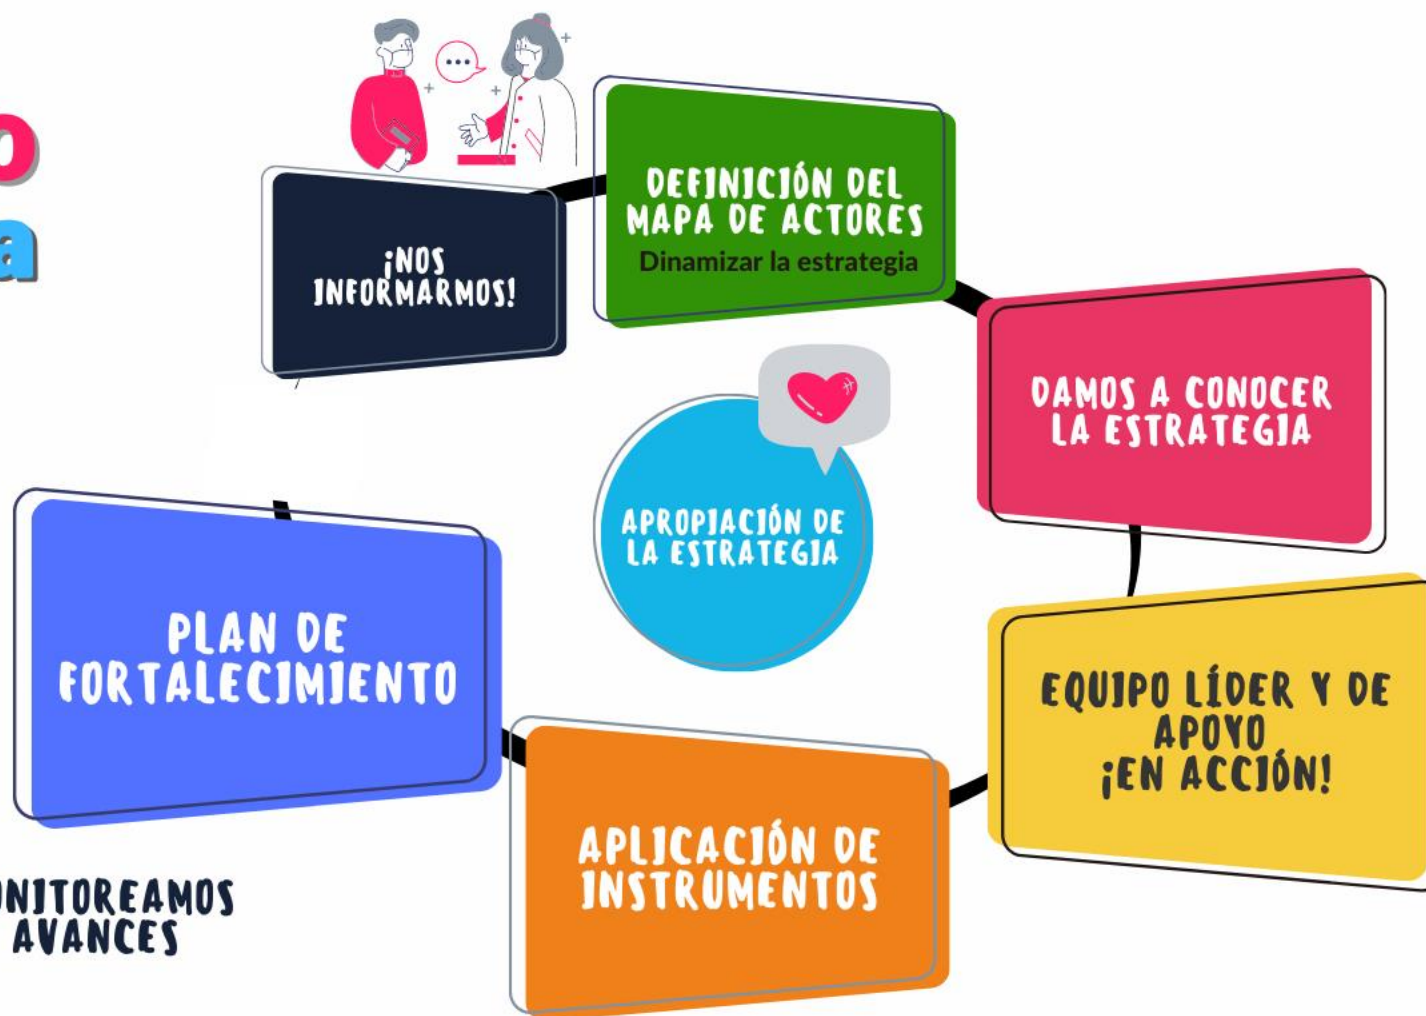 o
a
¡NOS
INFORMARMOS!
DEFINICIÓN DEL
MAPA DE ACTORES
Dinamizar la estrategia
DAMOS A CONOCER
LA ESTRATEGIA
APROPIACIÓN DE
LA ESTRATEGIA
EQUIPO LÍDER Y DE
APOYO
¡EN ACCIÓN!
APLICACIÓN DE
INSTRUMENTOS
PLAN DE
FORTALECIMIENTO
ONITOREAMOS
AVANCES